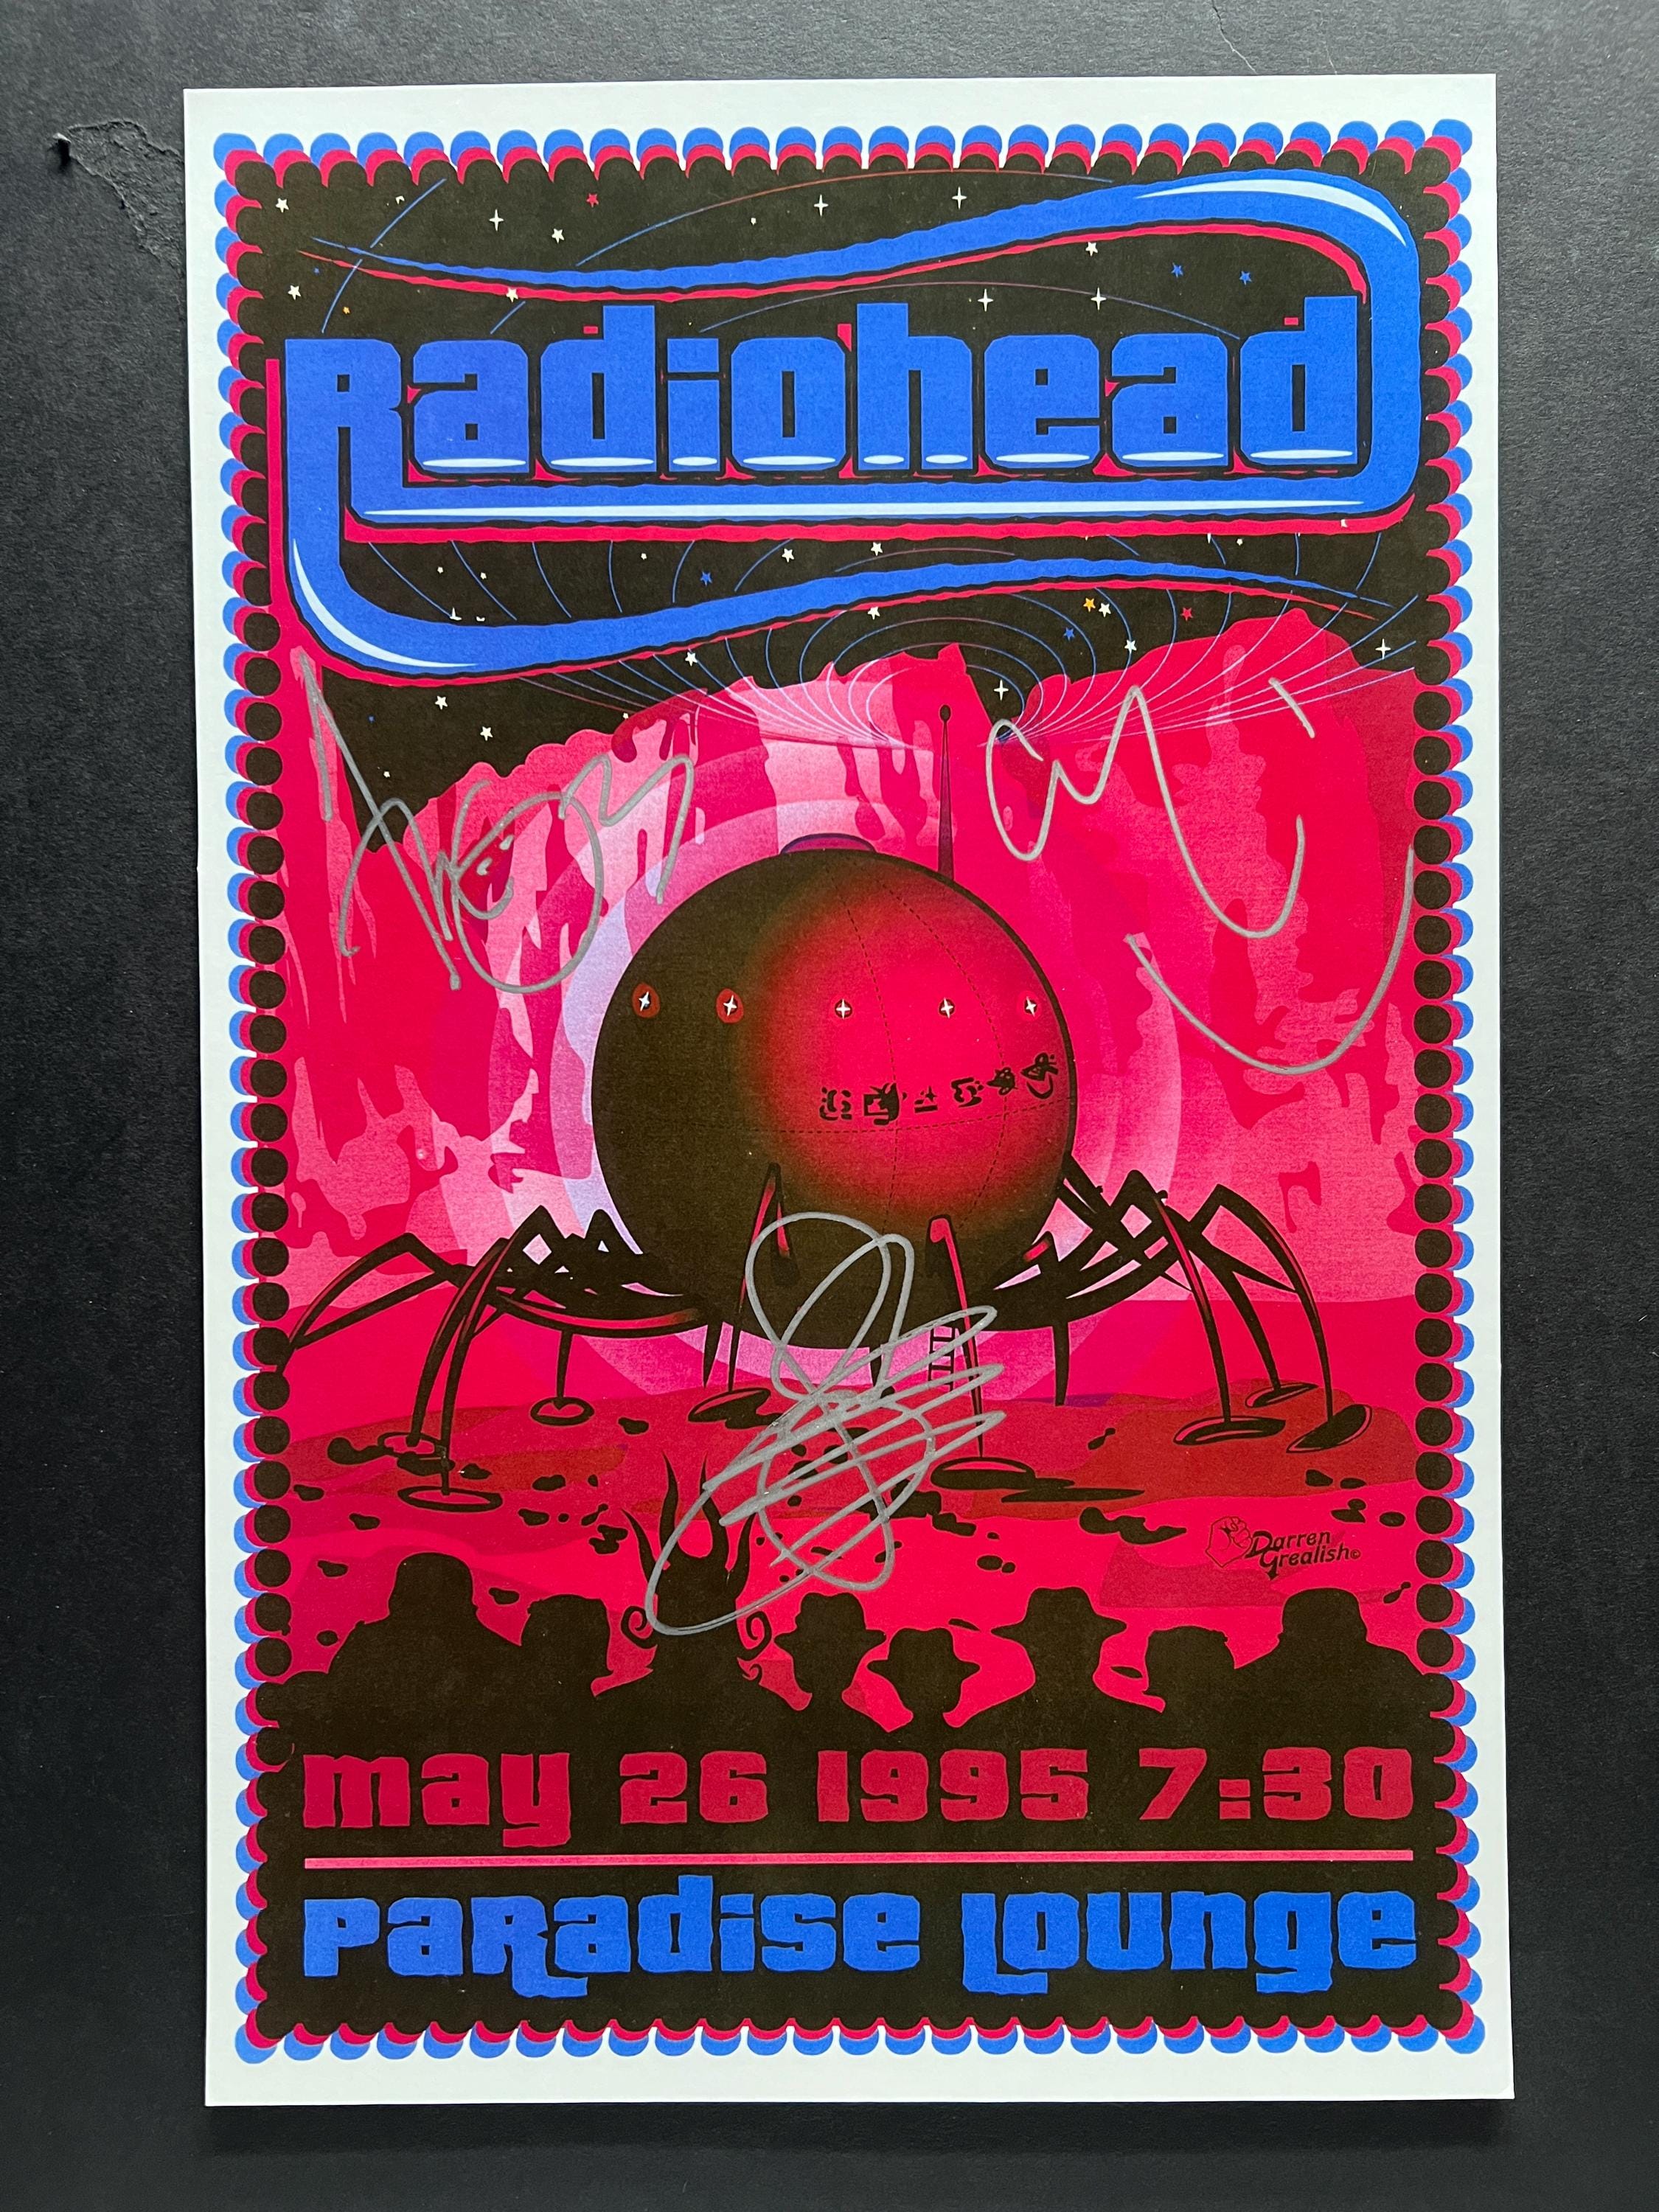 Radiohead
Darren
Grealish©
may 26 1995 7:30
Paradise Lounge